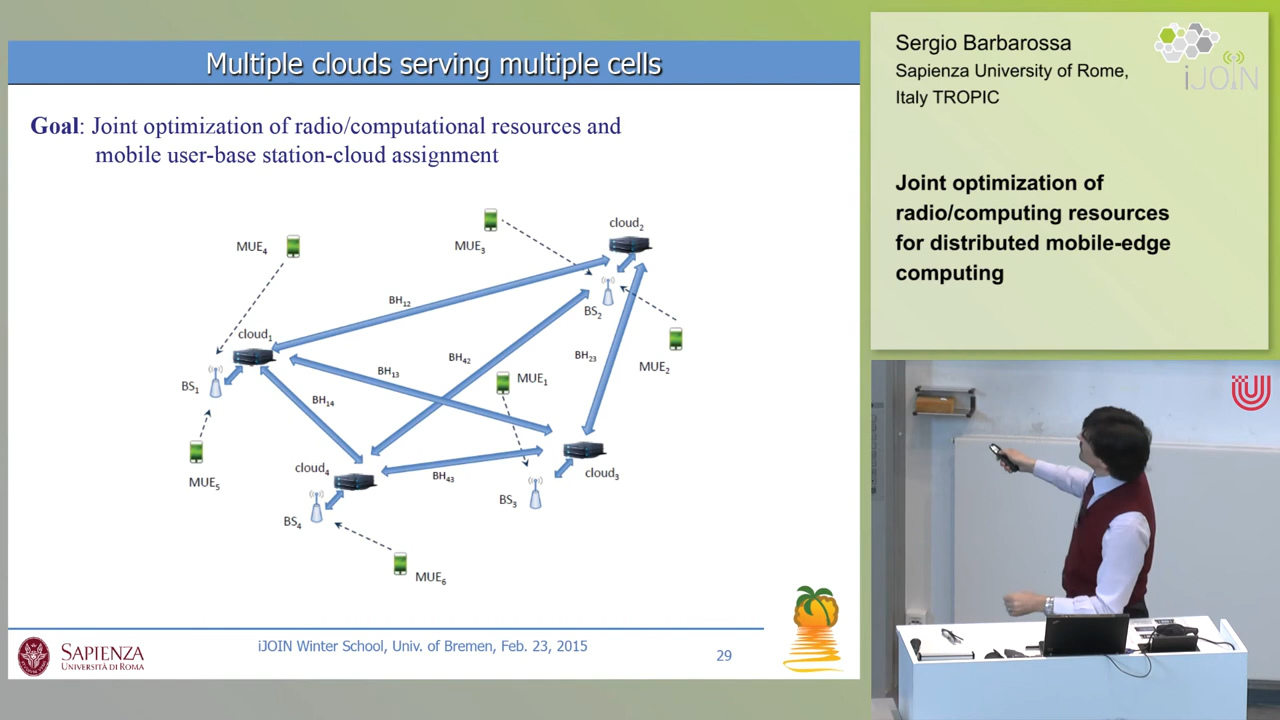 Multiple clouds serving multiple cells
Goal: Joint optimization of radio/computational resources and
mobile user-base station-cloud assignment
MUE4
MUE3
cloud2
BH12
BS2
cloud1
BH42
BH23
MUE2
BS1
BH13
MUE1
BH14
MUE5
cloud4
cloud3
BH43
BS3
BS4
MUE6
SAPIENZA
UNIVERSITÀ DI ROMA
iJOIN Winter School, Univ. of Bremen, Feb. 23, 2015
29
Sergio Barbarossa
Sapienza University of Rome,
Italy TROPIC
iJOIN
Joint optimization of
radio/computing resources
for distributed mobile-edge
computing